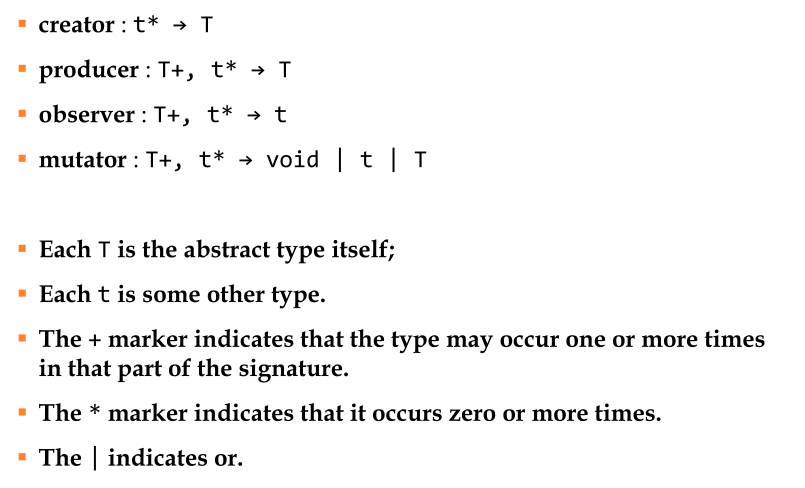 ▪ creator : t* → T
▪ producer : T+, t* → T
▪ observer : T+, t* → t
▪ mutator : T+, t* → void | t | T
▪ Each T is the abstract type itself;
▪ Each t is some other type.
▪ The + marker indicates that the type may occur one or more times
in that part of the signature.
▪ The * marker indicates that it occurs zero or more times.
▪ The | indicates or.